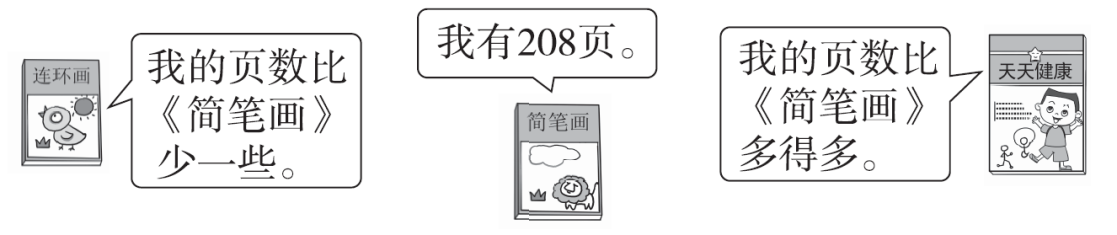 连环画
我的页数比
《简笔画》
少一些。
我有208页。
简笔画
我的页数比
《简笔画》
多得多。
天天健康